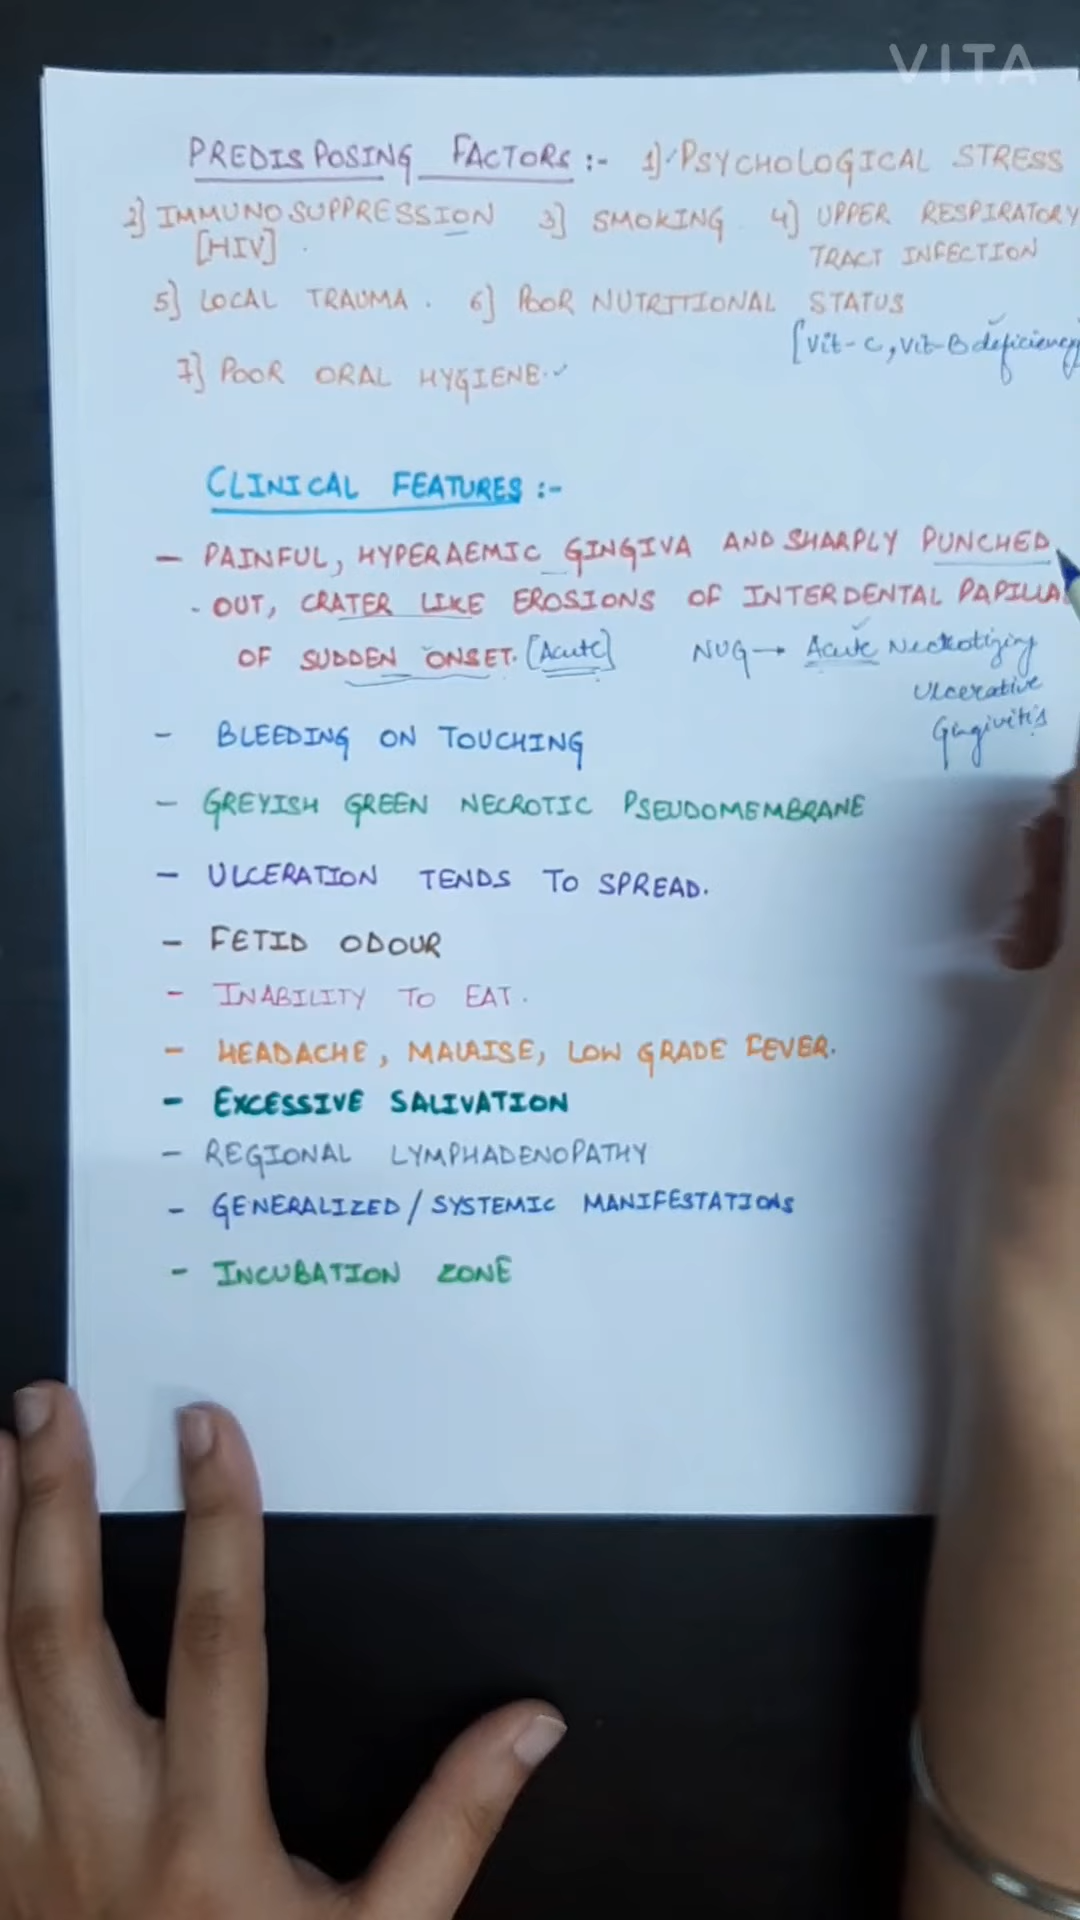 VITA
PREDISPOSING FACTORS :- 1] PSYCHOLOGICAL STRESS
2] IMMUNOSUPPRESSION 3] SMOKING 4] UPPER RESPIRATORY
[HIV] TRACT INFECTION
5] LOCAL TRAUMA. 6] POOR NUTRITIONAL STATUS
[Vit-C, Vit-B deficiency
7] POOR ORAL HYGIENE.
CLINICAL FEATURES :-
- PAINFUL, HYPERAEMIC GINGIVA AND SHARPLY PUNCHED
- OUT, CRATER LIKE EROSIONS OF INTERDENTAL PAPILLA
OF SUDDEN ONSET. [Acute] NUG → Acute Necrotizing
Ulcerative
Gingivitis
- BLEEDING ON TOUCHING
- GREYISH GREEN NECROTIC PSEUDOMEMBRANE
- ULCERATION TENDS TO SPREAD.
- FETID ODOUR
- INABILITY TO EAT.
- HEADACHE, MALAISE, LOW GRADE FEVER.
- EXCESSIVE SALIVATION
- REGIONAL LYMPHADENOPATHY
- GENERALIZED/SYSTEMIC MANIFESTATIONS
- INCUBATION ZONE